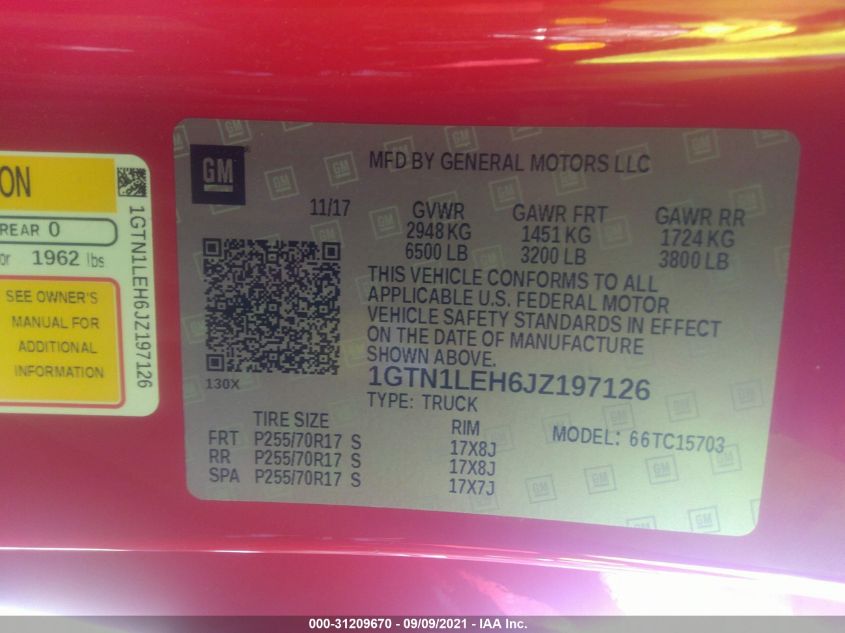 ON
REAR 0
or 1962 lbs.
SEE OWNER'S
MANUAL FOR
ADDITIONAL
INFORMATION
1GTN1LEH6JZ197126
GM
MFD BY GENERAL MOTORS LLC
11/17 GVWR GAWR FRT GAWR RR
2948 KG 1451 KG 1724 KG
6500 LB 3200 LB 3800 LB
THIS VEHICLE CONFORMS TO ALL
APPLICABLE U.S. FEDERAL MOTOR
VEHICLE SAFETY STANDARDS IN EFFECT
ON THE DATE OF MANUFACTURE
SHOWN ABOVE.
130X
1GTN1LEH6JZ197126
TYPE: TRUCK
TIRE SIZE RIM MODEL: 66TC15703
FRT P255/70R17 S 17X8J
RR P255/70R17 S 17X8J
SPA P255/70R17 S 17X7J
000-31209670 - 09/09/2021 - IAA Inc.